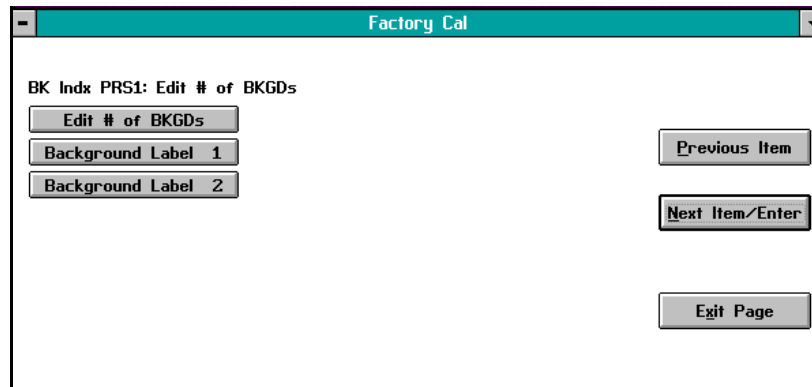 Factory Cal
BK Indx PRS1: Edit # of BKGDs
Edit # of BKGDs
Background Label 1
Background Label 2
Previous Item
Next Item/Enter
Exit Page